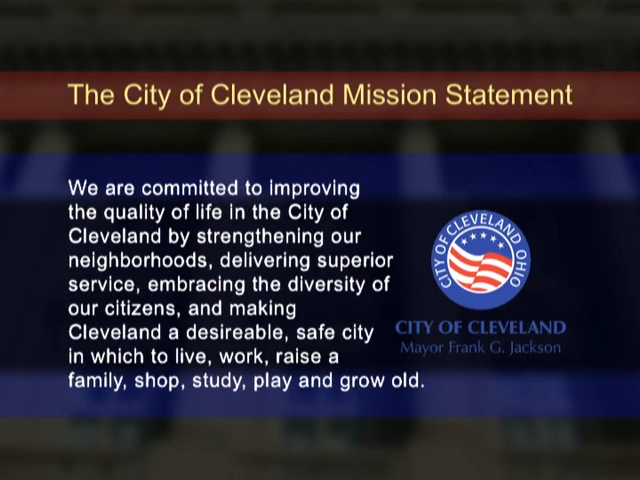 The City of Cleveland Mission Statement
We are committed to improving
the quality of life in the City of
Cleveland by strengthening our
neighborhoods, delivering superior
service, embracing the diversity of
our citizens, and making
Cleveland a desireable, safe city
in which to live, work, raise a
family, shop, study, play and grow old.
CITY OF CLEVELAND OHIO
CITY OF CLEVELAND
Mayor Frank G. Jackson